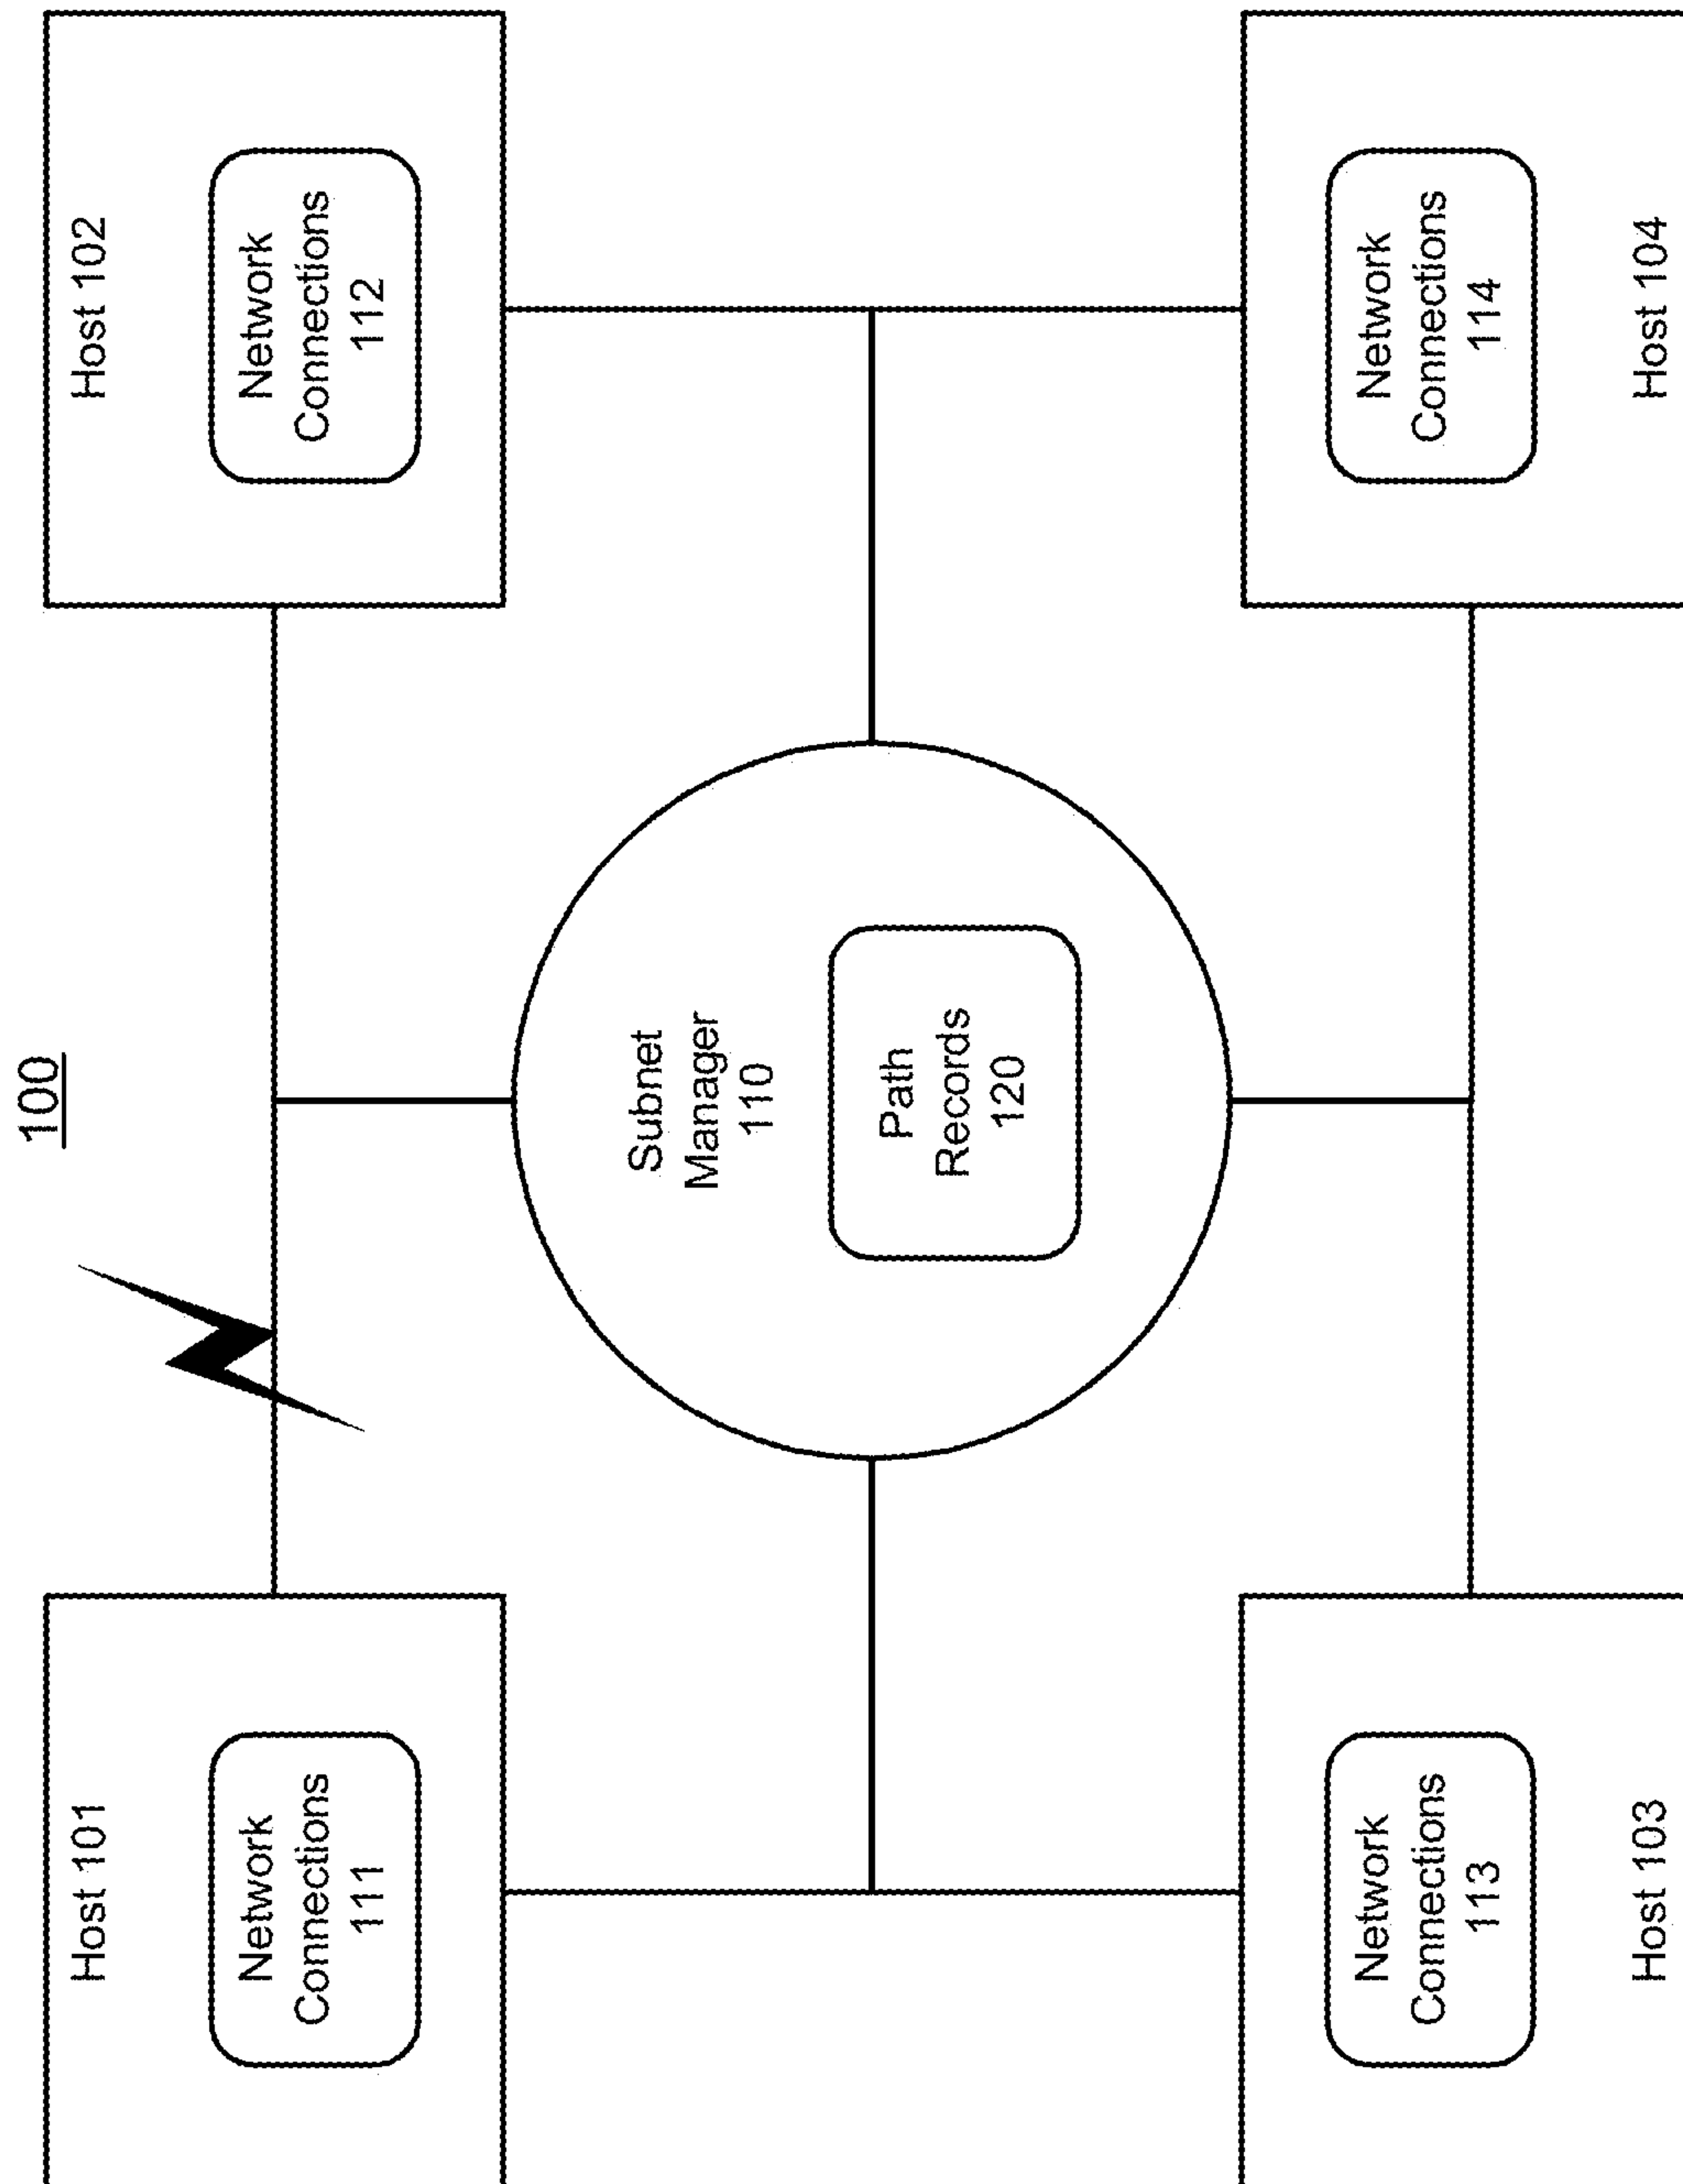 100
Host 101
Network
Connections
111
Host 102
Network
Connections
112
Subnet
Manager
110
Path
Records
120
Network
Connections
113
Host 103
Network
Connections
114
Host 104